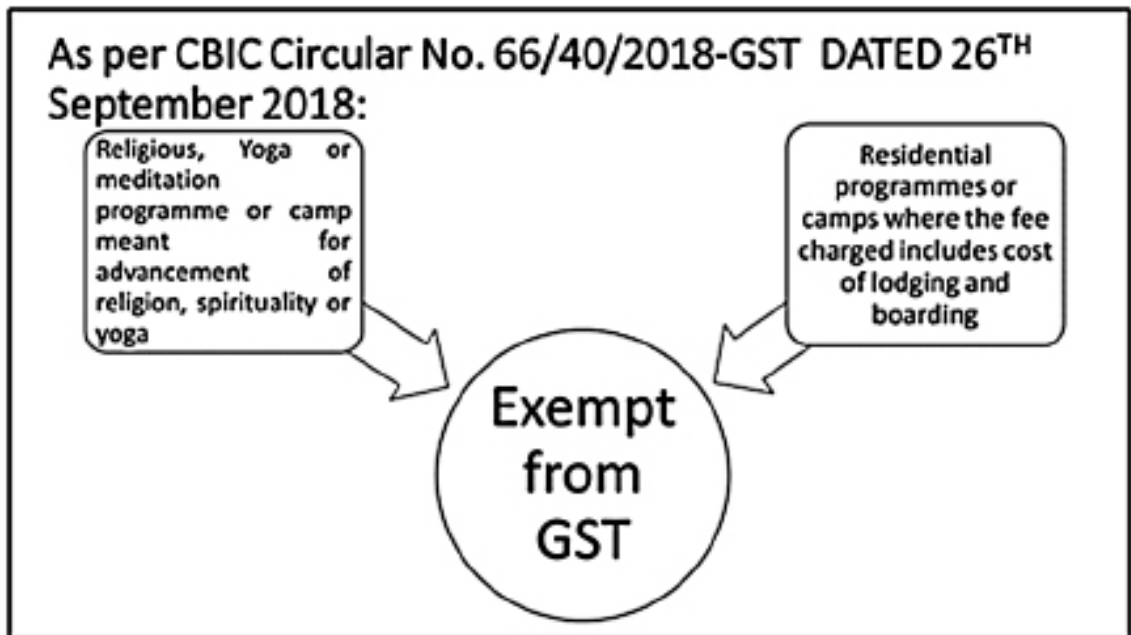 As per CBIC Circular No. 66/40/2018-GST DATED 26TH
September 2018:
Religious, Yoga or
meditation
programme or camp
meant for
advancement of
religion, spirituality or
yoga
Residential
programmes or
camps where the fee
charged includes cost
of lodging and
boarding
Exempt
from
GST